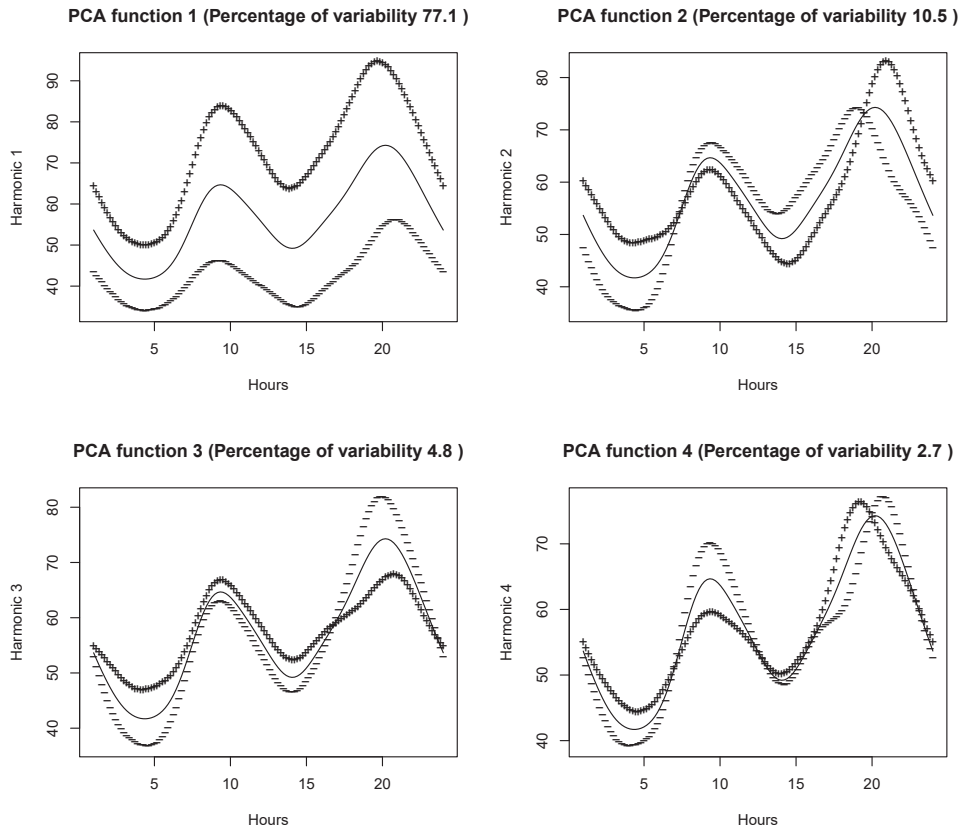 PCA function 1 (Percentage of variability 77.1 )
Harmonic 1
40 50 60 70 80 90
5 10 15 20
Hours
PCA function 2 (Percentage of variability 10.5 )
Harmonic 2
40 50 60 70 80
5 10 15 20
Hours
PCA function 3 (Percentage of variability 4.8 )
Harmonic 3
40 50 60 70 80
5 10 15 20
Hours
PCA function 4 (Percentage of variability 2.7 )
Harmonic 4
40 50 60 70
5 10 15 20
Hours